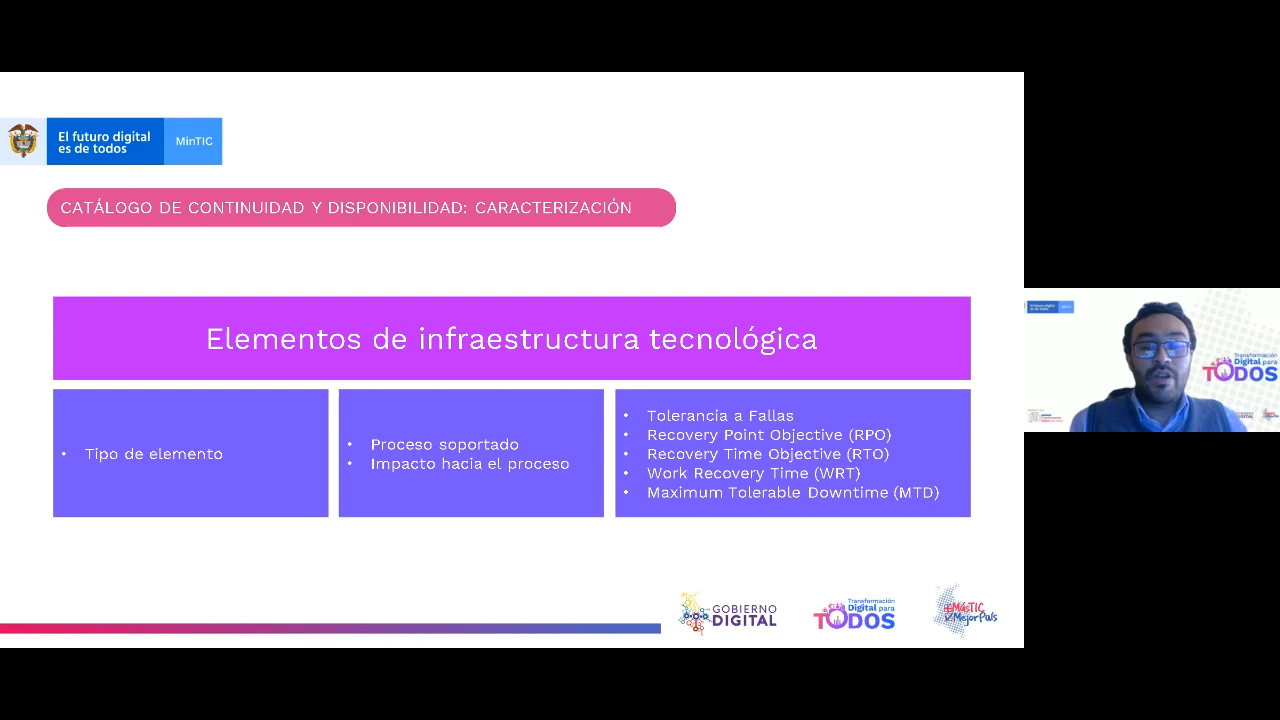 El futuro digital
es de todos
MinTIC
CATÁLOGO DE CONTINUIDAD Y DISPONIBILIDAD: CARACTERIZACIÓN
Elementos de infraestructura tecnológica
• Tipo de elemento
• Proceso soportado
• Impacto hacia el proceso
• Tolerancia a Fallas
• Recovery Point Objective (RPO)
• Recovery Time Objective (RTO)
• Work Recovery Time (WRT)
• Maximum Tolerable Downtime (MTD)
GOBIERNO
DIGITAL
Transformación
Digital para
TODOS
+MásTIC
MejorPaís
Transformación
Digital para
TODOS